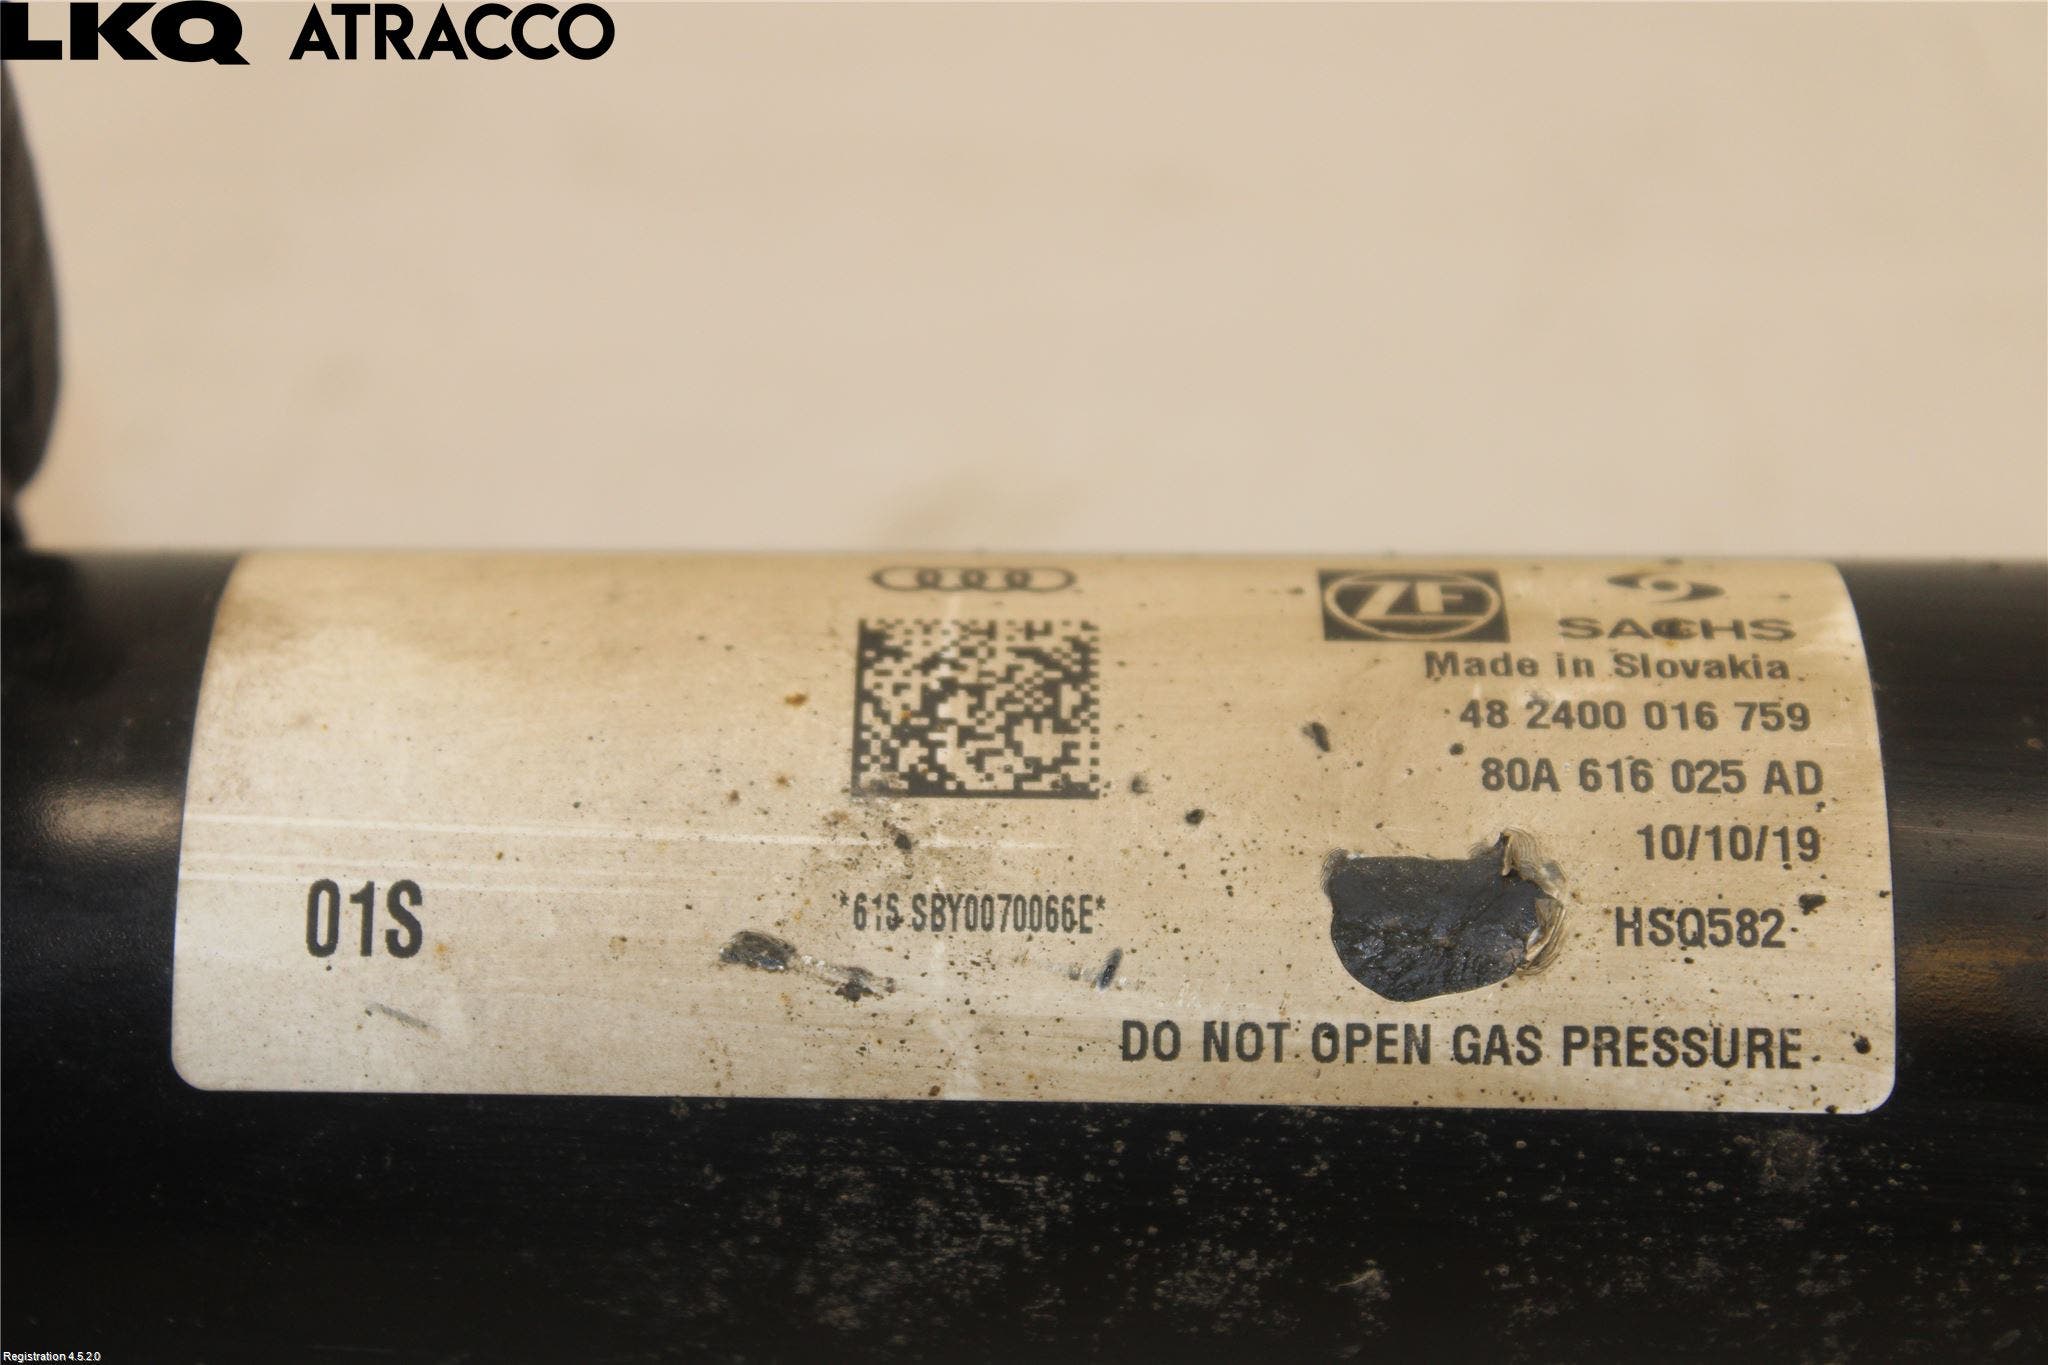 LKQ ATRACCO
ZF SACHS
Made in Slovakia
48 2400 016 759
80A 616 025 AD
10/10/19
01S
*61S SBY0070066E*
HSQ582
DO NOT OPEN GAS PRESSURE
Registration 4.5.2.0